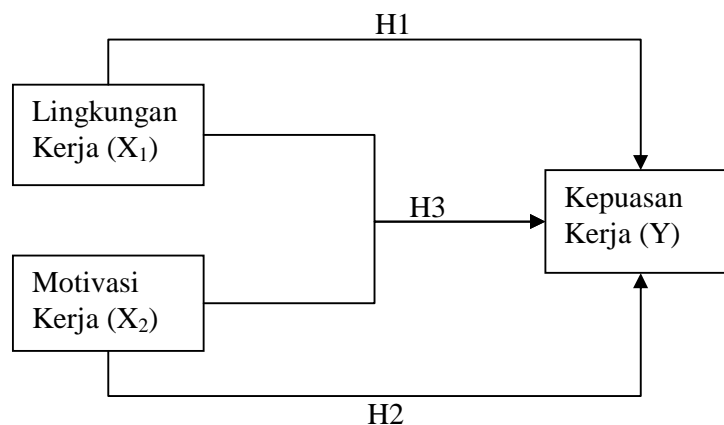 H1
Lingkungan
Kerja (X₁)
H3
Kepuasan
Kerja (Y)
Motivasi
Kerja (X₂)
H2